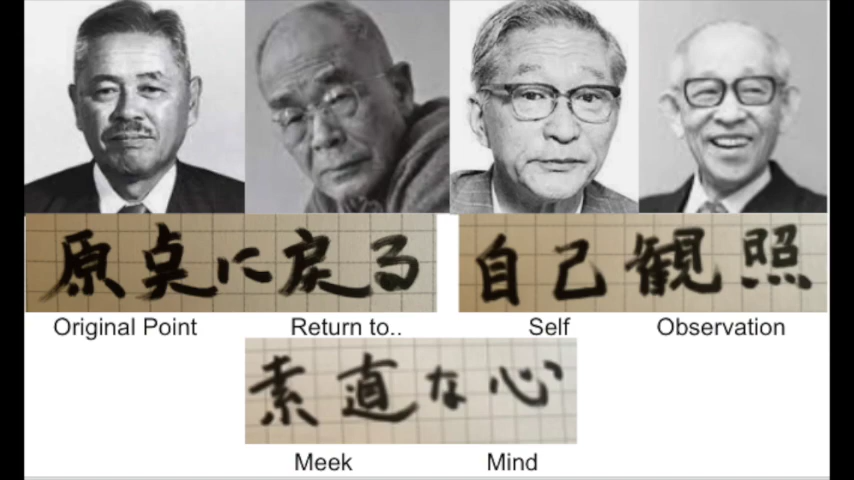 原点に戻る 自己観照
Original Point Return to.. Self Observation
素直な心
Meek Mind